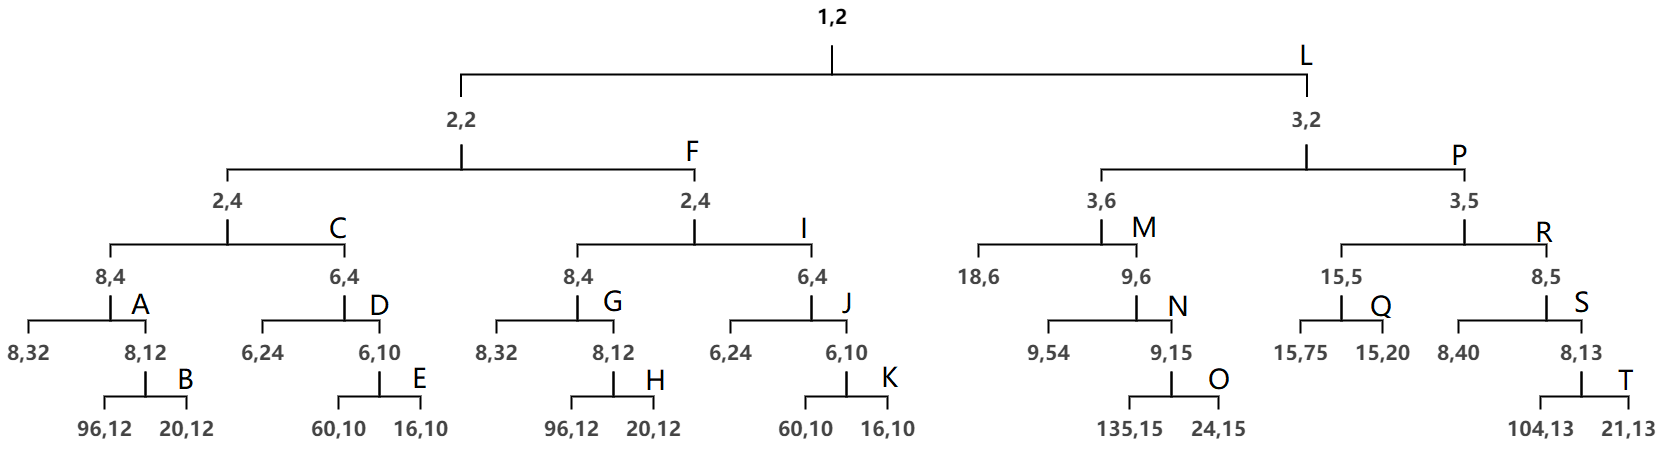 1,2
L
2,2 3,2
F P
2,4 2,4 3,6 3,5
C I M R
8,4 6,4 8,4 6,4 18,6 9,6 15,5 8,5
A D G J N Q S
8,32 8,12 6,24 6,10 8,32 8,12 6,24 6,10 9,54 9,15 15,75 15,20 8,40 8,13
B E H K O T
96,12 20,12 60,10 16,10 96,12 20,12 60,10 16,10 135,15 24,15 104,13 21,13